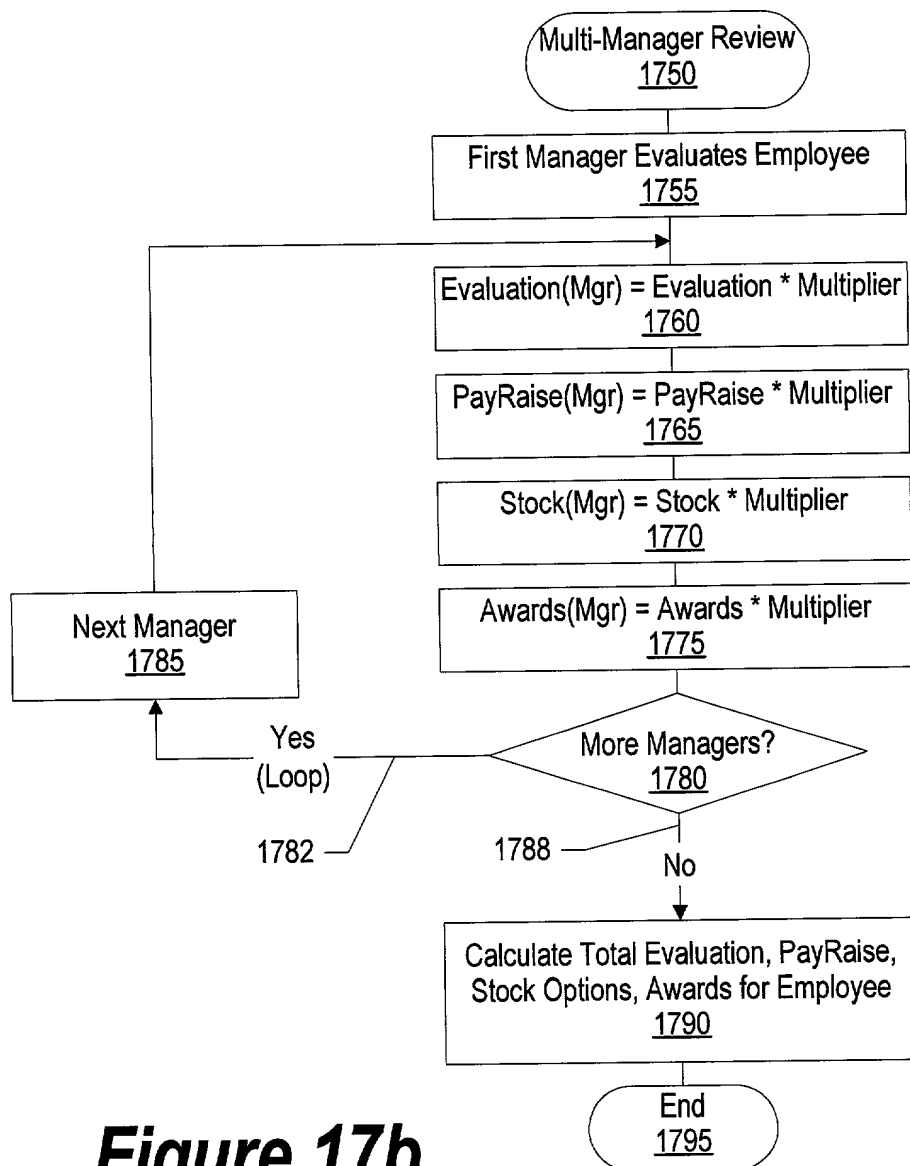 Multi-Manager Review
1750
First Manager Evaluates Employee
1755
Evaluation(Mgr) = Evaluation * Multiplier
1760
PayRaise(Mgr) = PayRaise * Multiplier
1765
Stock(Mgr) = Stock * Multiplier
1770
Awards(Mgr) = Awards * Multiplier
1775
Next Manager
1785
More Managers?
1780
Yes
(Loop)
1782
1788
No
Calculate Total Evaluation, PayRaise,
Stock Options, Awards for Employee
1790
End
1795
Figure 17b